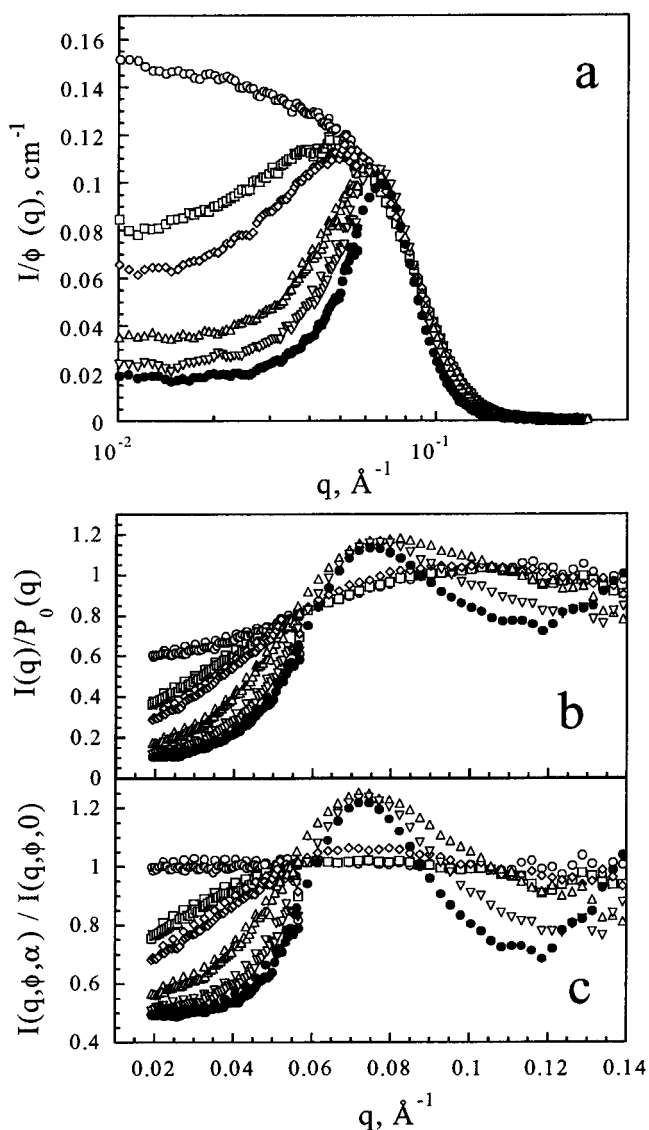 0.16
0.14
0.12
0.1
0.08
0.06
0.04
0.02
0
I/ϕ (q), cm⁻¹
a
10⁻²
10⁻¹
q, Å⁻¹
1.2
1
0.8
0.6
0.4
0.2
0
I(q)/P₀(q)
b
1.2
1
0.8
0.6
0.4
I(q,ϕ,α) / I(q,ϕ,0)
c
0.02 0.04 0.06 0.08 0.10 0.12 0.14
q, Å⁻¹